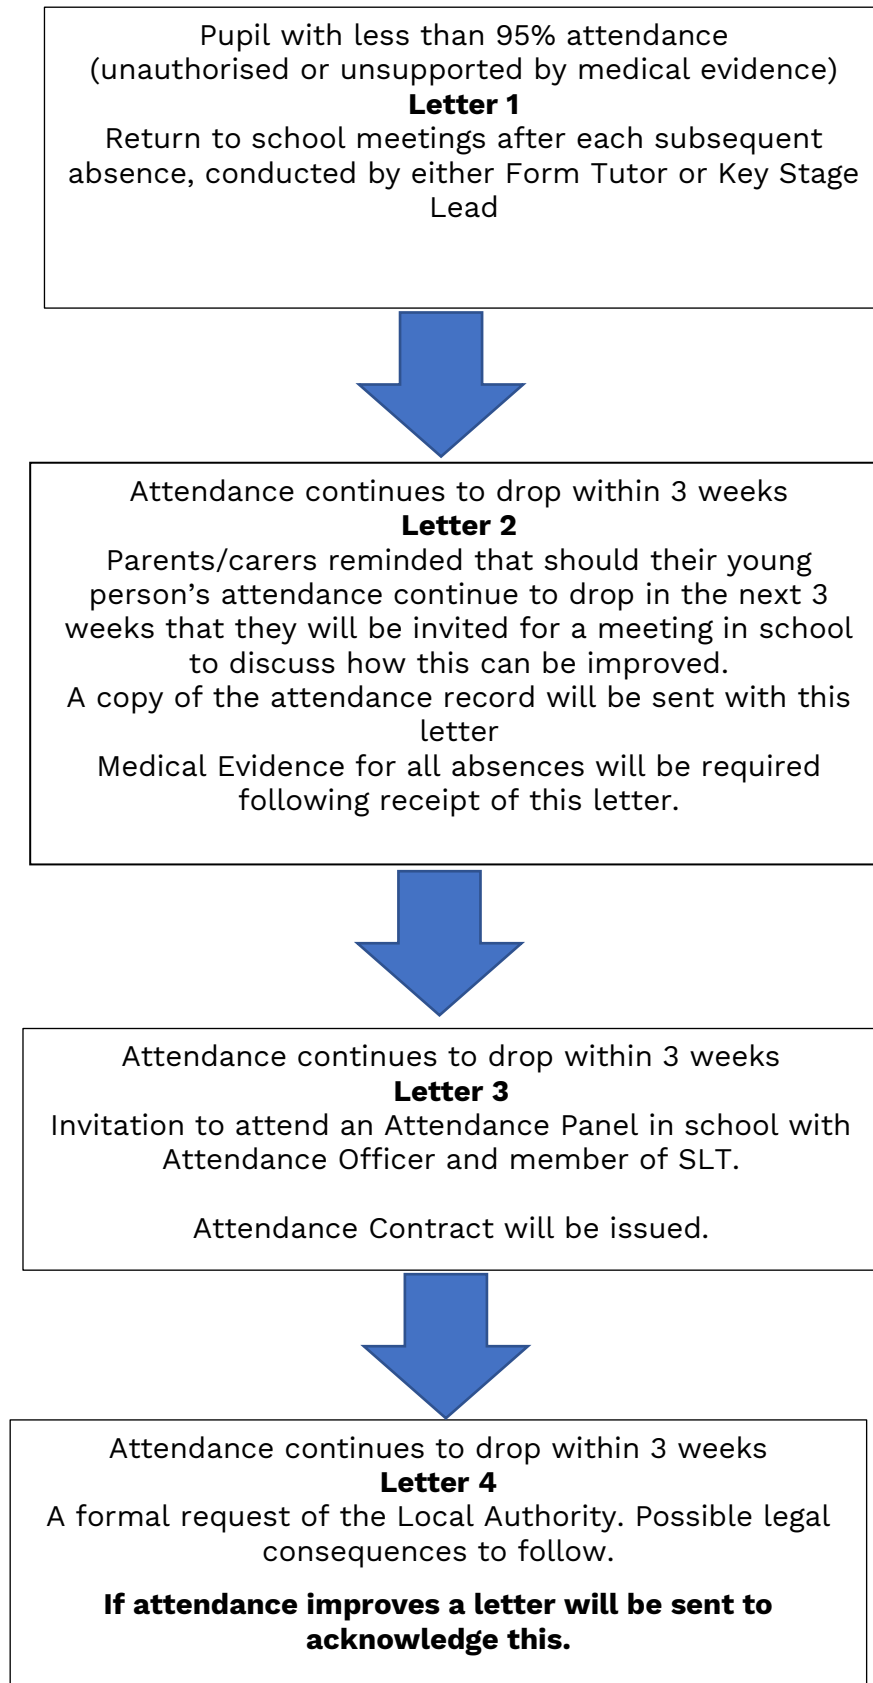 Pupil with less than 95% attendance
(unauthorised or unsupported by medical evidence)
Letter 1
Return to school meetings after each subsequent
absence, conducted by either Form Tutor or Key Stage
Lead
Attendance continues to drop within 3 weeks
Letter 2
Parents/carers reminded that should their young
person’s attendance continue to drop in the next 3
weeks that they will be invited for a meeting in school
to discuss how this can be improved.
A copy of the attendance record will be sent with this
letter
Medical Evidence for all absences will be required
following receipt of this letter.
Attendance continues to drop within 3 weeks
Letter 3
Invitation to attend an Attendance Panel in school with
Attendance Officer and member of SLT.
Attendance Contract will be issued.
Attendance continues to drop within 3 weeks
Letter 4
A formal request of the Local Authority. Possible legal
consequences to follow.
If attendance improves a letter will be sent to
acknowledge this.